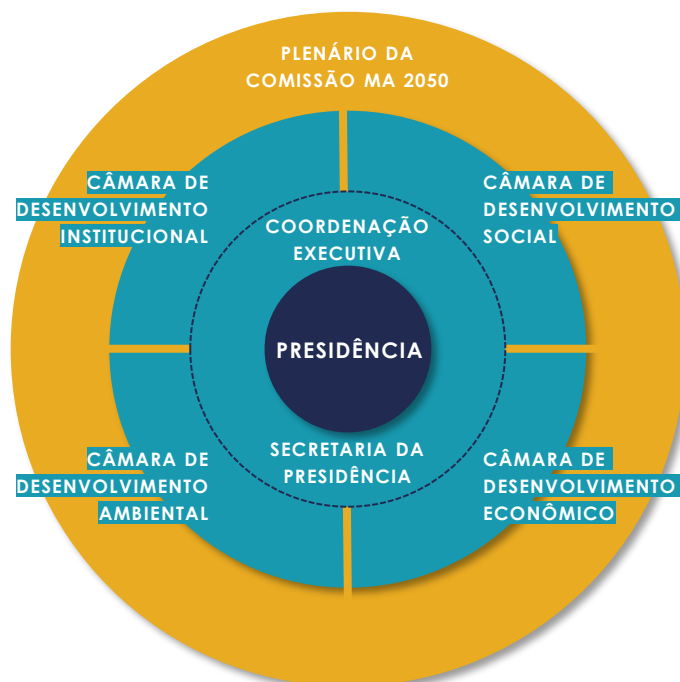 PLENÁRIO DA
COMISSÃO MA 2050
CÂMARA DE
DESENVOLVIMENTO
INSTITUCIONAL
CÂMARA DE
DESENVOLVIMENTO
SOCIAL
COORDENAÇÃO
EXECUTIVA
PRESIDÊNCIA
SECRETARIA DA
PRESIDÊNCIA
CÂMARA DE
DESENVOLVIMENTO
AMBIENTAL
CÂMARA DE
DESENVOLVIMENTO
ECONÔMICO